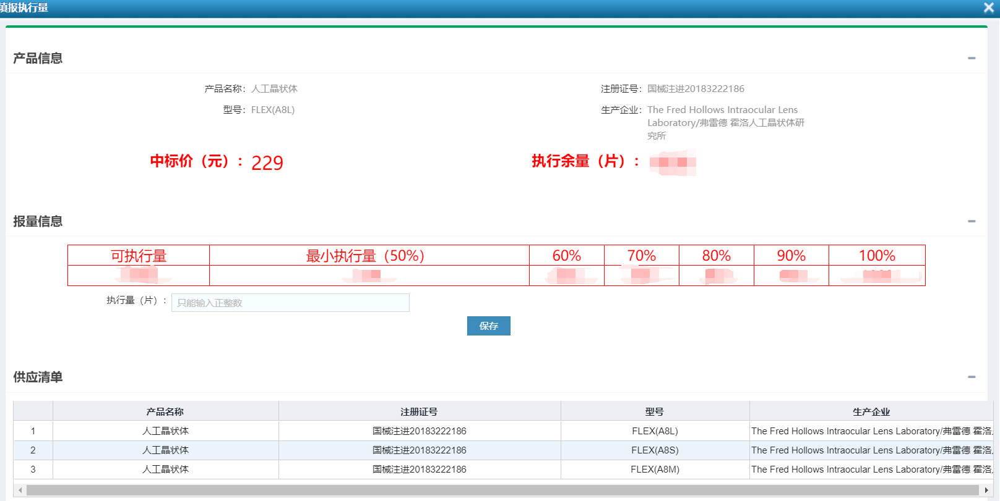 填报执行量
产品信息
产品名称： 人工晶状体
注册证号： 国械注进20183222186
型号： FLEX(A8L)
生产企业： The Fred Hollows Intraocular Lens
Laboratory/弗雷德 霍洛人工晶状体研
究所
中标价（元）： 229
执行余量（片）：
报量信息
可执行量 最小执行量（50%） 60% 70% 80% 90% 100%
执行量（片）： 只能输入正整数
保存
供应清单
产品名称 注册证号 型号 生产企业
1 人工晶状体 国械注进20183222186 FLEX(A8L) The Fred Hollows Intraocular Lens Laboratory/弗雷德 霍洛
2 人工晶状体 国械注进20183222186 FLEX(A8S) The Fred Hollows Intraocular Lens Laboratory/弗雷德 霍洛
3 人工晶状体 国械注进20183222186 FLEX(A8M) The Fred Hollows Intraocular Lens Laboratory/弗雷德 霍洛